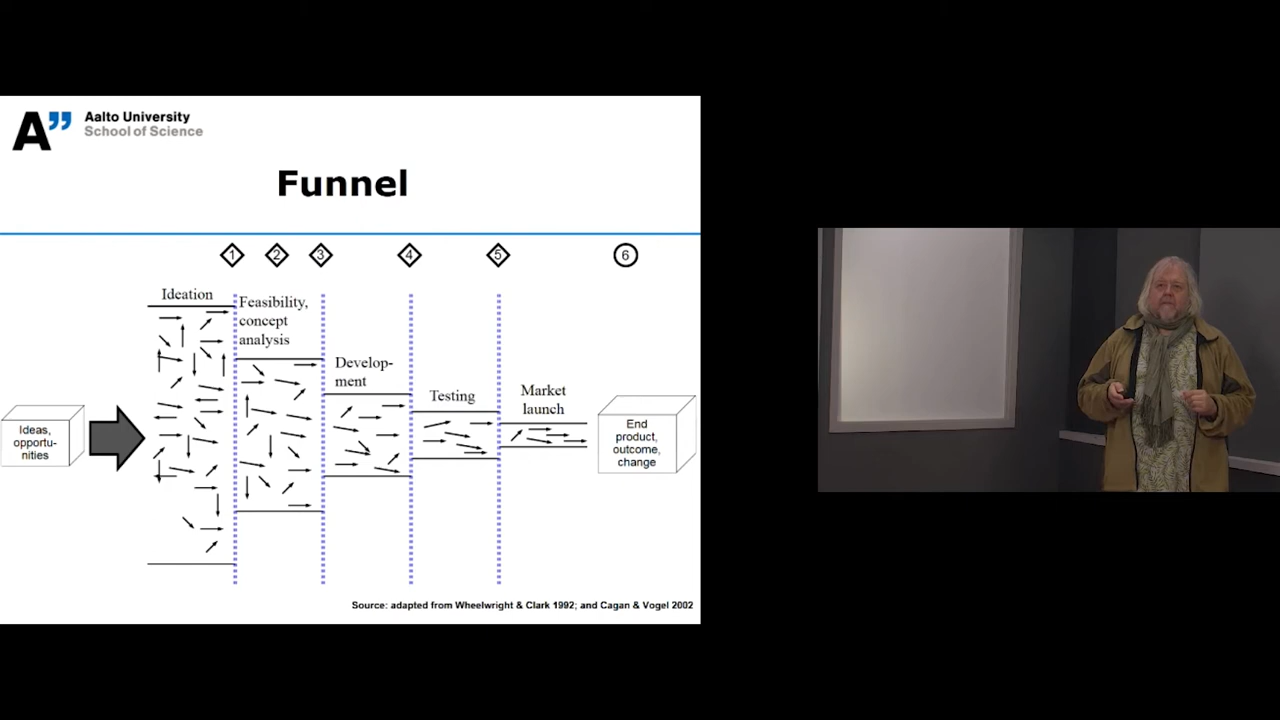 A”
Aalto University
School of Science
Funnel
1
2
3
4
5
6
Ideation
Feasibility,
concept
analysis
Develop-
ment
Testing
Market
launch
Ideas,
opportu-
nities
End
product,
outcome,
change
Source: adapted from Wheelwright & Clark 1992; and Cagan & Vogel 2002